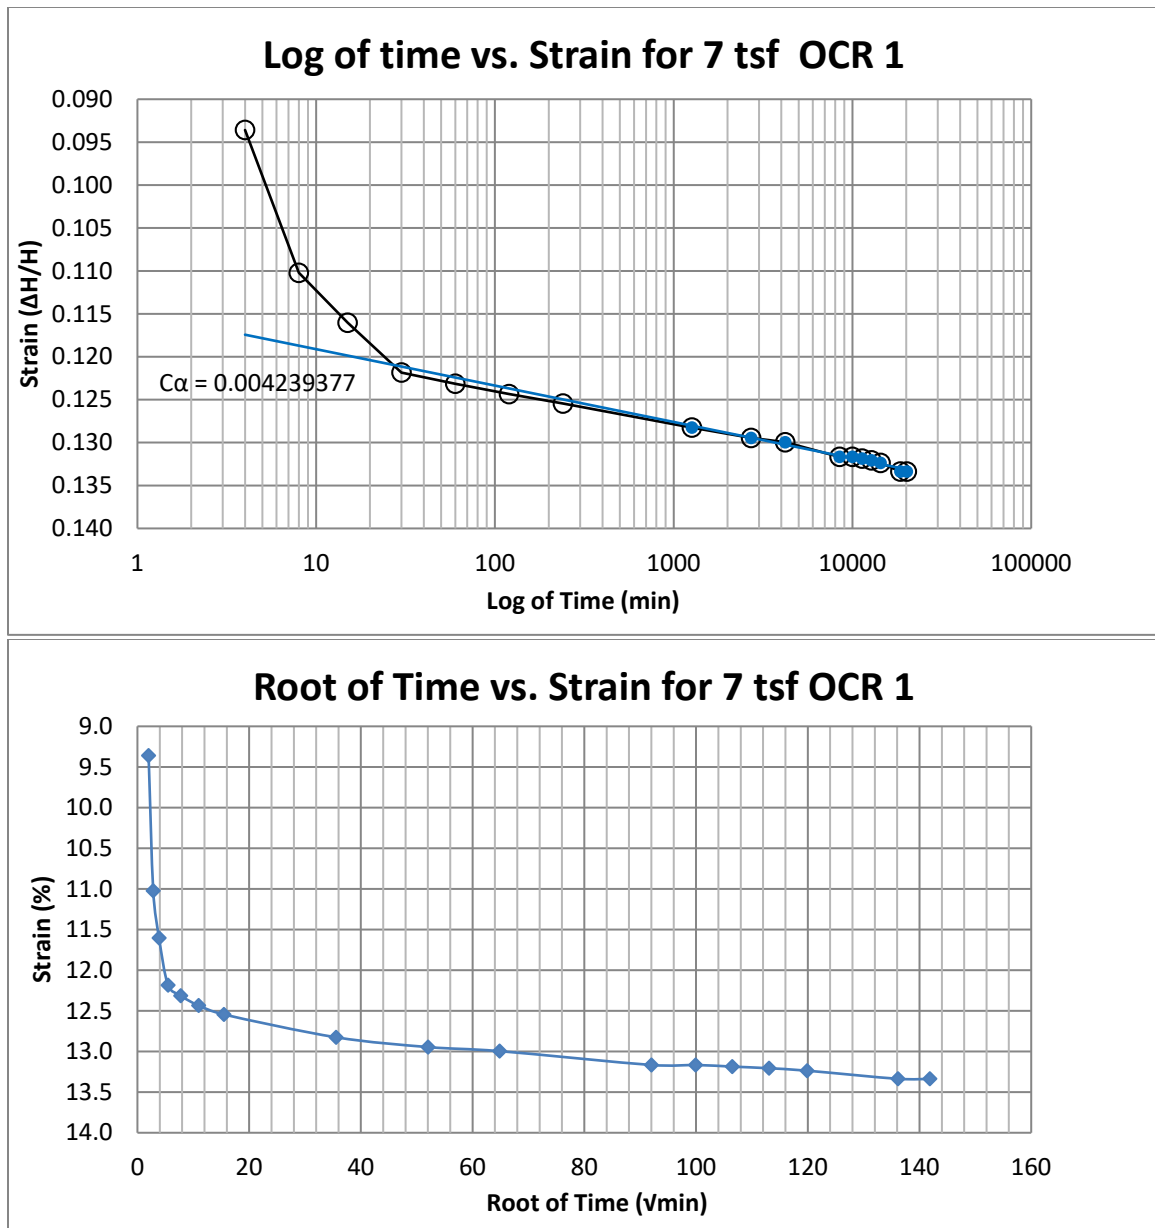 Log of time vs. Strain for 7 tsf  OCR 1
0.090
0.095
0.100
0.105
0.110
0.115
0.120
0.125
0.130
0.135
0.140
Strain (ΔH/H)
Cα = 0.004239377
1 10 100 1000 10000 100000
Log of Time (min)
Root of Time vs. Strain for 7 tsf OCR 1
9.0
9.5
10.0
10.5
11.0
11.5
12.0
12.5
13.0
13.5
14.0
Strain (%)
0 20 40 60 80 100 120 140 160
Root of Time (√min)